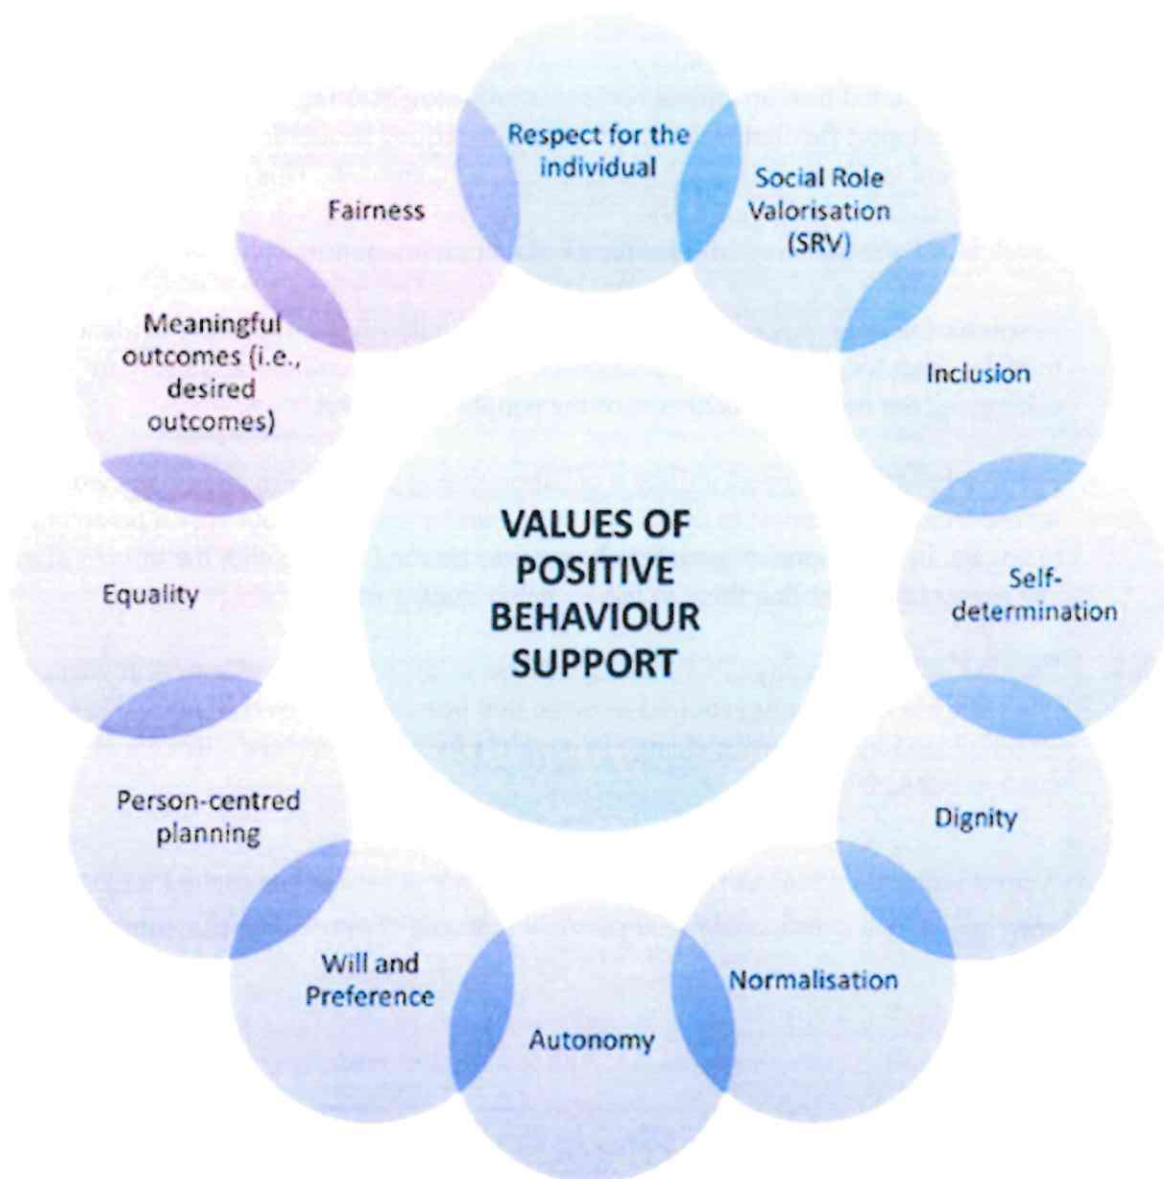 Respect for the
individual
Social Role
Valorisation
(SRV)
Inclusion
Self-
determination
Dignity
Normalisation
Autonomy
Will and
Preference
Person-centred
planning
Equality
Meaningful
outcomes (i.e.,
desired
outcomes)
Fairness
VALUES OF
POSITIVE
BEHAVIOUR
SUPPORT